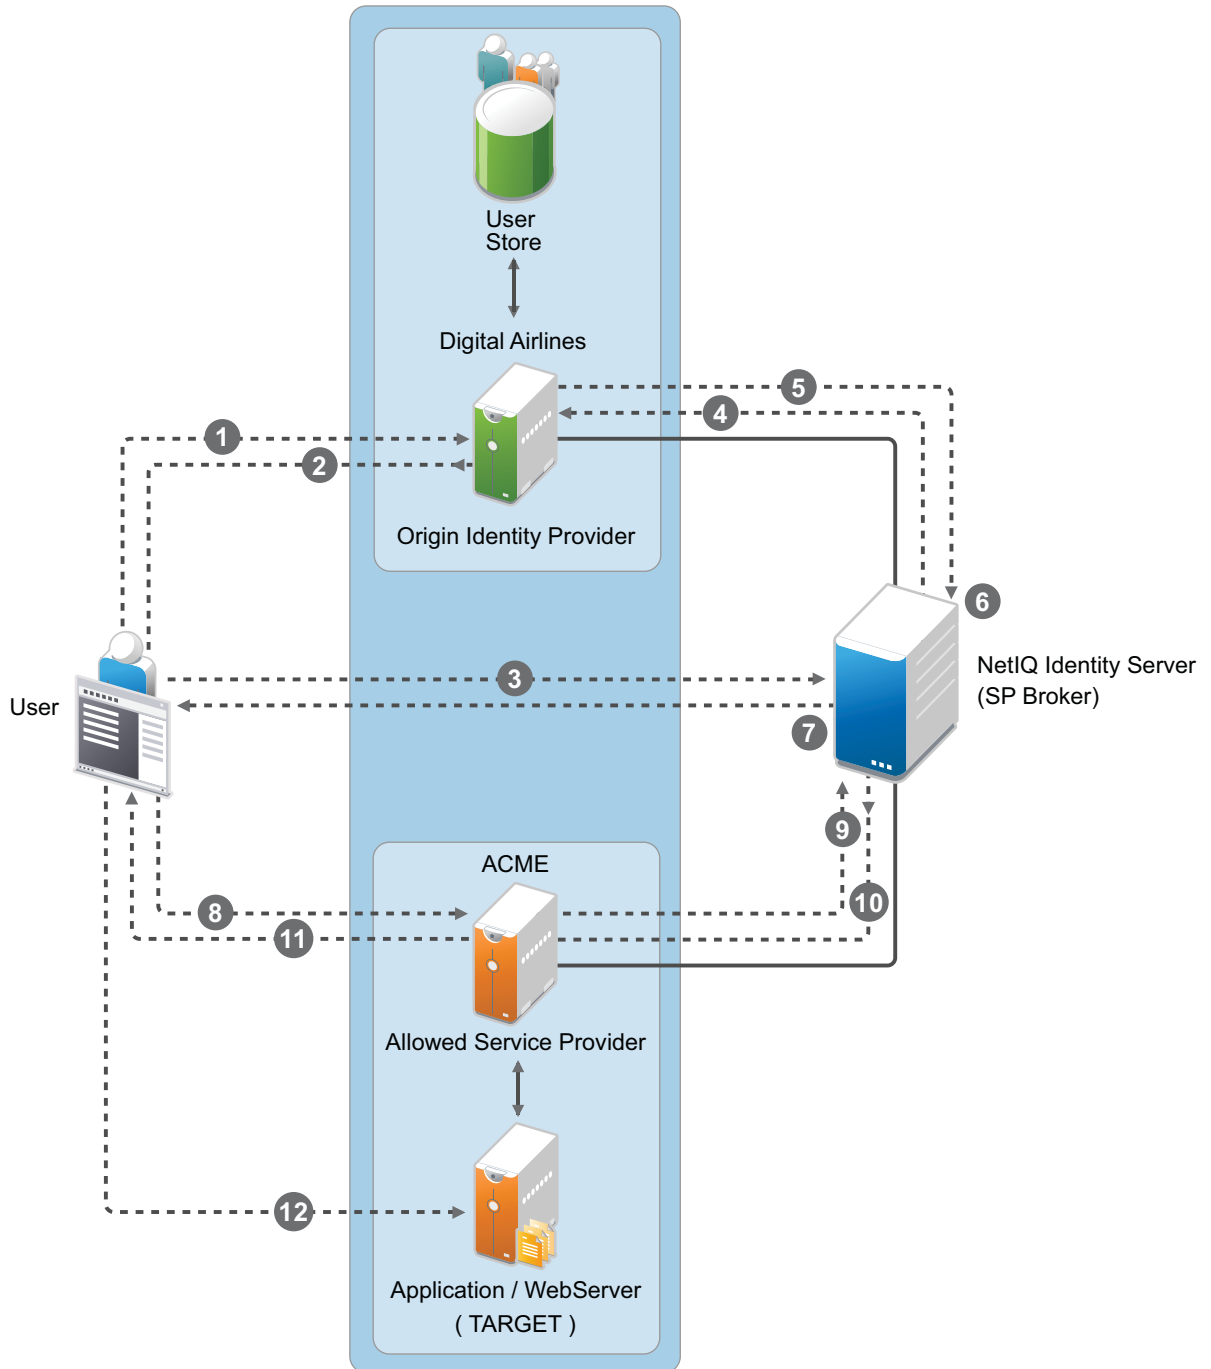 User
Store
Digital Airlines
5
4
1
2
Origin Identity Provider
6
NetIQ Identity Server
(SP Broker)
3
User
7
9
ACME
8
10
11
Allowed Service Provider
12
Application / WebServer
( TARGET )